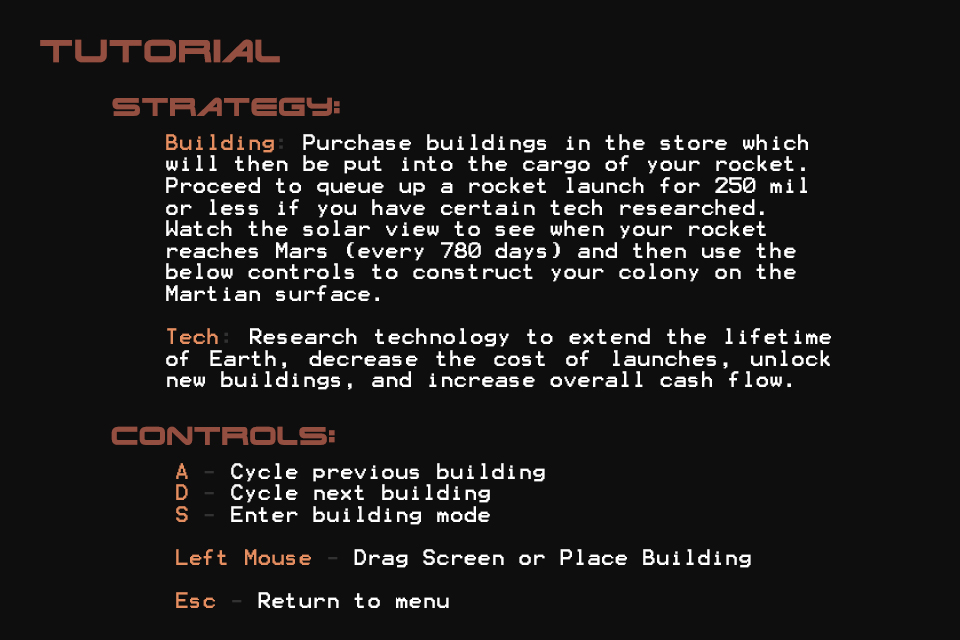 TUTORIAL
STRATEGY:
Building: Purchase buildings in the store which
will then be put into the cargo of your rocket.
Proceed to queue up a rocket launch for 250 mil
or less if you have certain tech researched.
Watch the solar view to see when your rocket
reaches Mars (every 780 days) and then use the
below controls to construct your colony on the
Martian surface.
Tech: Research technology to extend the lifetime
of Earth, decrease the cost of launches, unlock
new buildings, and increase overall cash flow.
CONTROLS:
A - Cycle previous building
D - Cycle next building
S - Enter building mode
Left Mouse - Drag Screen or Place Building
Esc - Return to menu